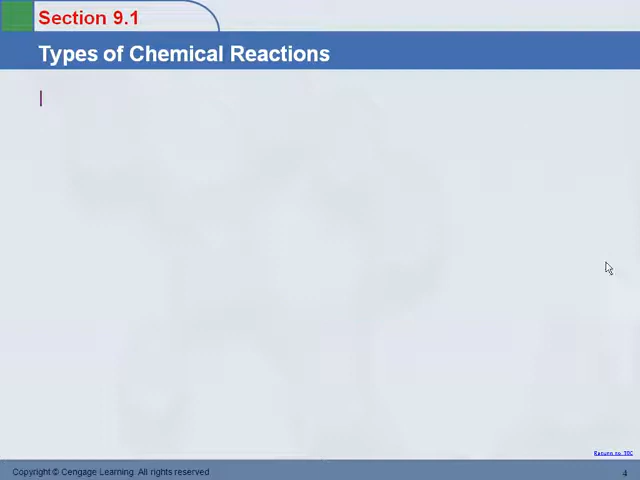 Section 9.1
Types of Chemical Reactions
Return to TOC
Copyright © Cengage Learning. All rights reserved
4